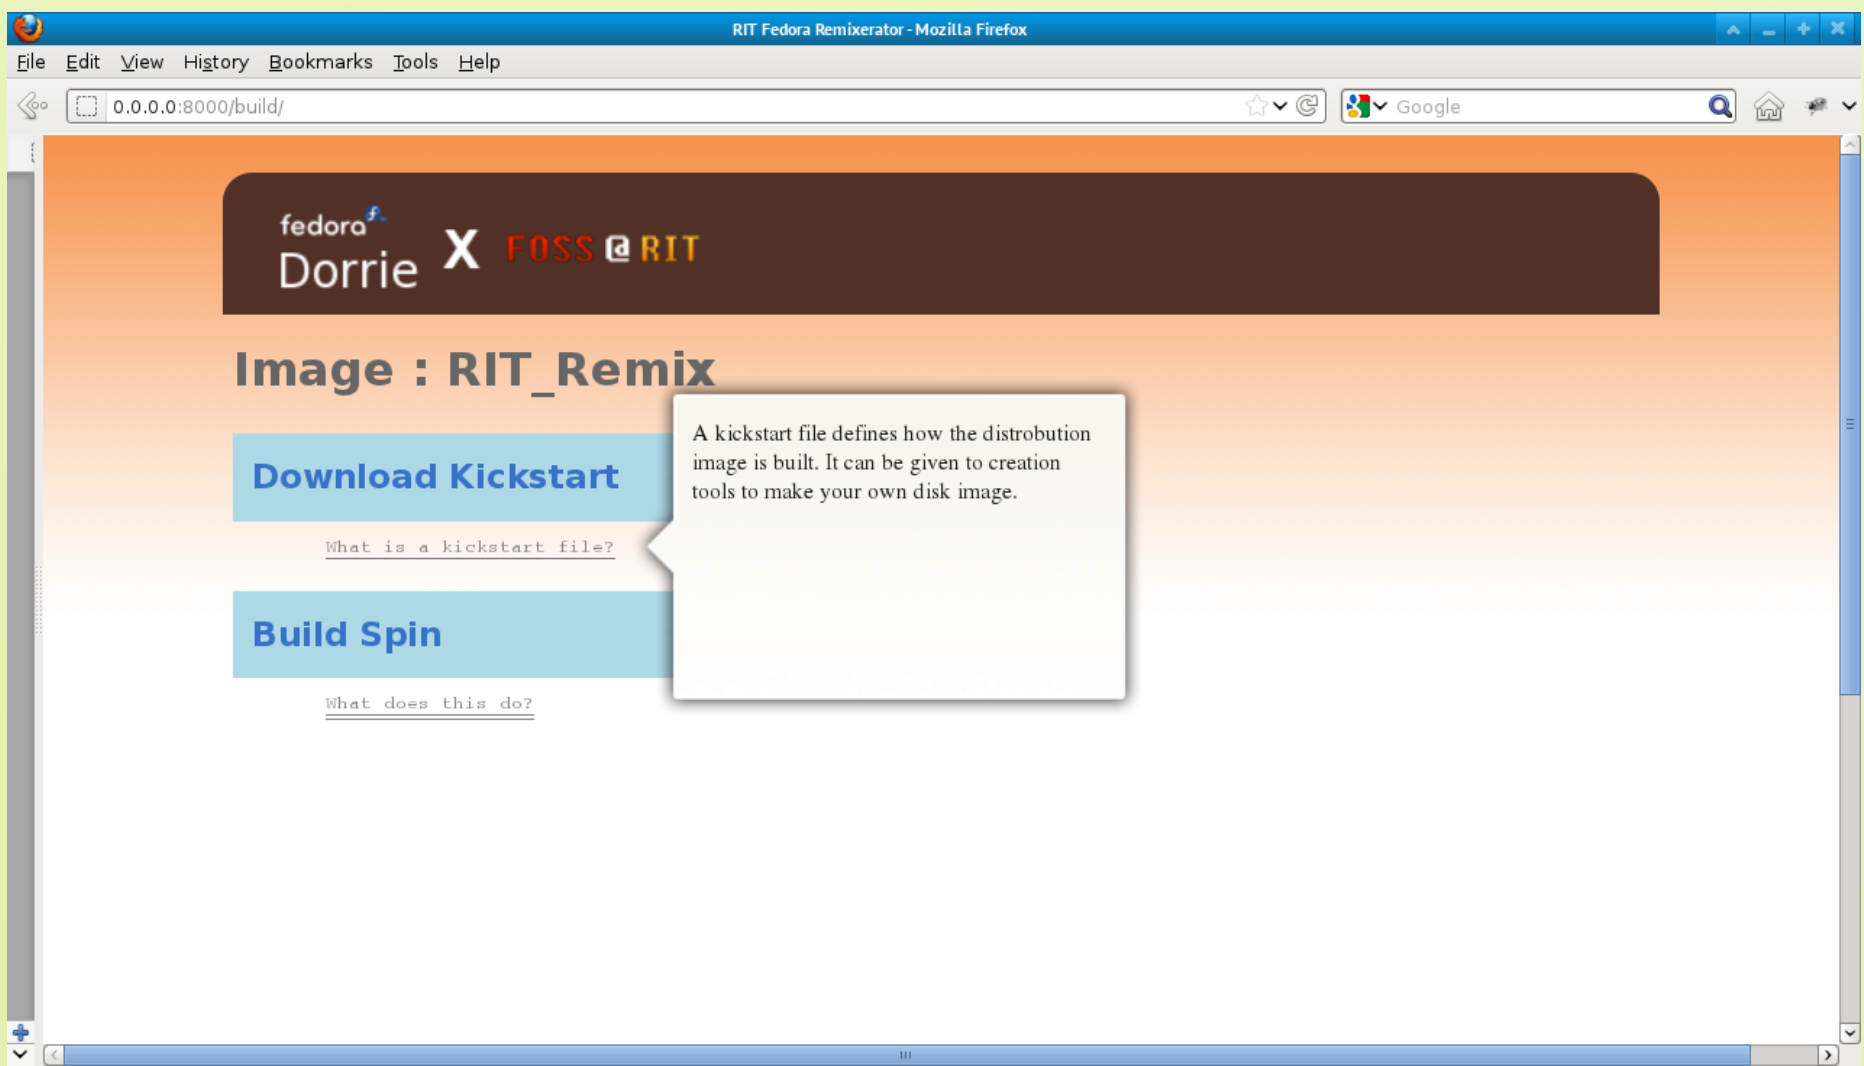 RIT Fedora Remixerator - Mozilla Firefox
File Edit View History Bookmarks Tools Help
0.0.0.0:8000/build/
Google
fedora
Dorrie X FOSS @ RIT
Image : RIT_Remix
A kickstart file defines how the distrobution
image is built. It can be given to creation
tools to make your own disk image.
Download Kickstart
What is a kickstart file?
Build Spin
What does this do?